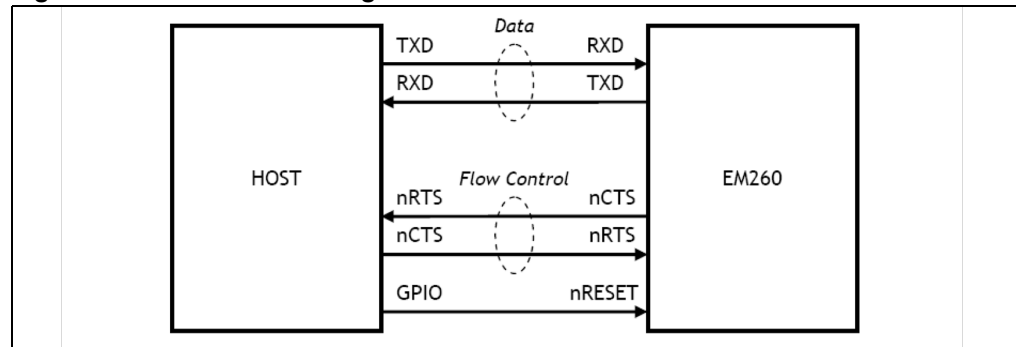 Data
TXD RXD
RXD TXD
HOST
Flow Control
EM260
nRTS nCTS
nCTS nRTS
GPIO nRESET